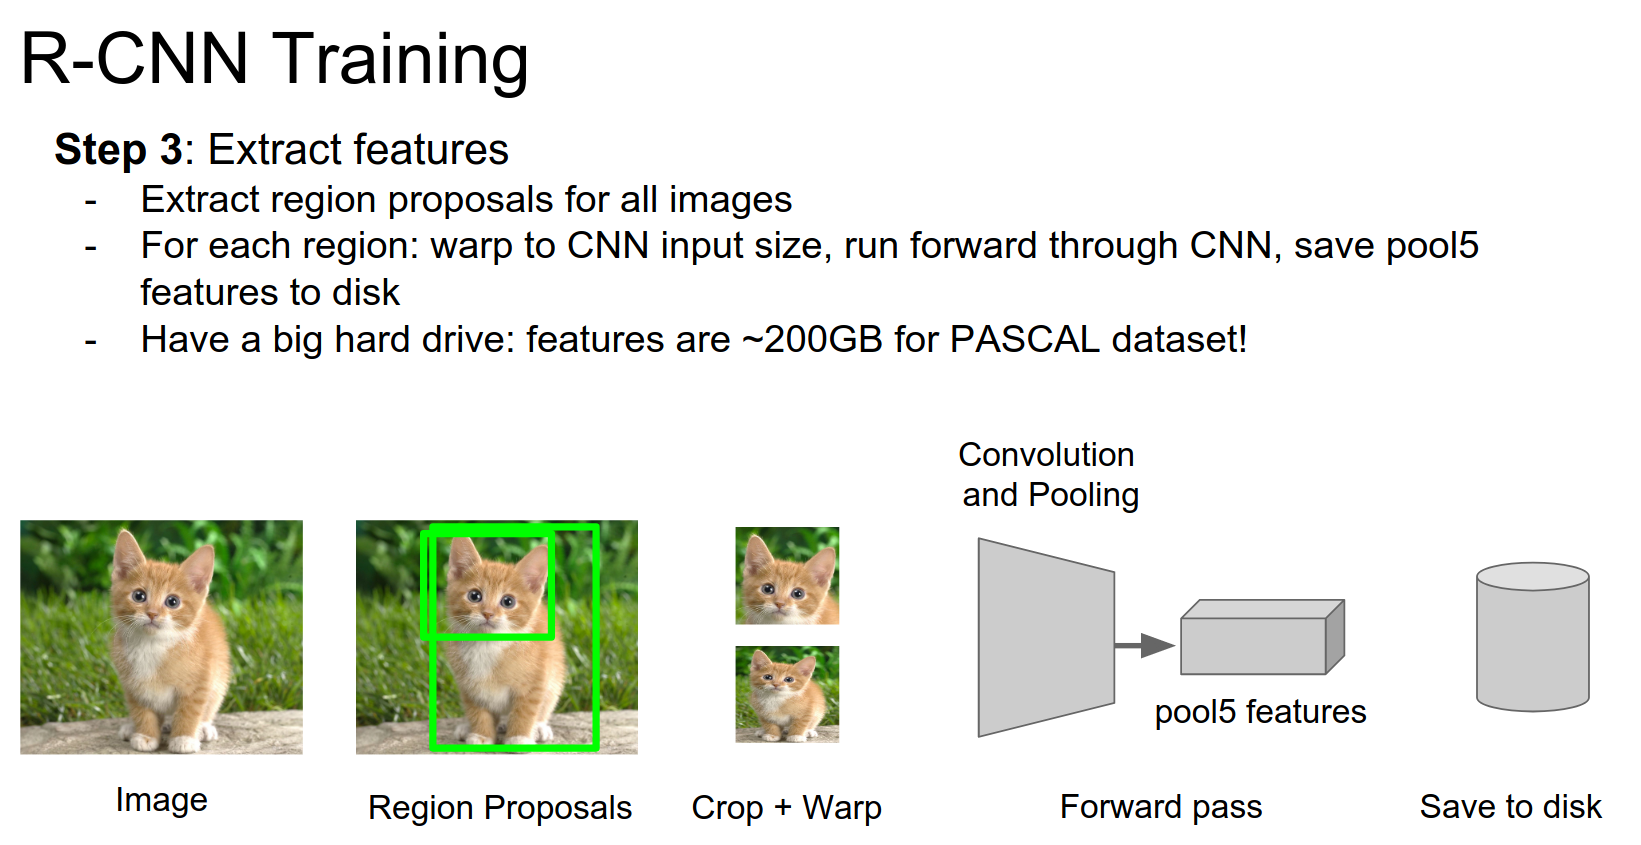 R-CNN Training
Step 3: Extract features
- Extract region proposals for all images
- For each region: warp to CNN input size, run forward through CNN, save pool5
features to disk
- Have a big hard drive: features are ~200GB for PASCAL dataset!
Convolution
and Pooling
pool5 features
Image
Region Proposals
Crop + Warp
Forward pass
Save to disk